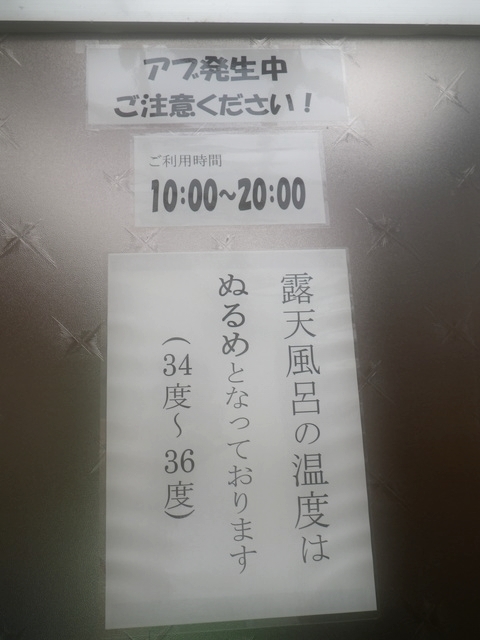 アブ発生中
ご注意ください!
ご利用時間
10:00~20:00
露天風呂の温度は
ぬるめとなっております
(34度~36度)